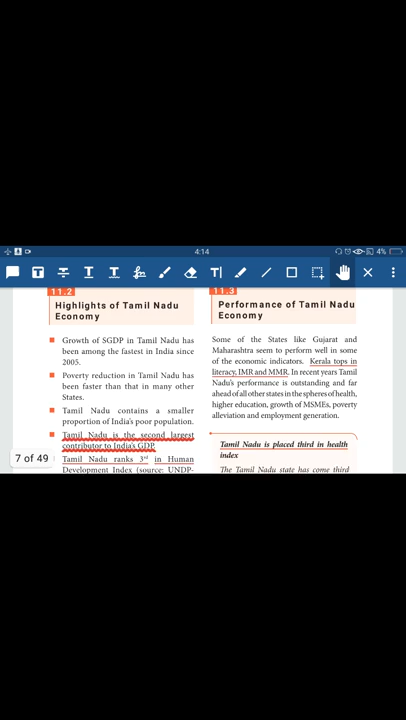 4:14
4%
T
T
T
T
T
11.2
Highlights of Tamil Nadu
Economy
Growth of SGDP in Tamil Nadu has
been among the fastest in India since
2005.
Poverty reduction in Tamil Nadu has
been faster than that in many other
States.
Tamil Nadu contains a smaller
proportion of India's poor population.
Tamil Nadu is the second largest
contributor to India's GDP.
Tamil Nadu ranks 3rd in Human
Development Index (source: UNDP-
7 of 49
11.3
Performance of Tamil Nadu
Economy
Some of the States like Gujarat and
Maharashtra seem to perform well in some
of the economic indicators. Kerala tops in
literacy, IMR and MMR. In recent years Tamil
Nadu's performance is outstanding and far
ahead of all other states in the spheres of health,
higher education, growth of MSMEs, poverty
alleviation and employment generation.
Tamil Nadu is placed third in health
index
The Tamil Nadu state has come third